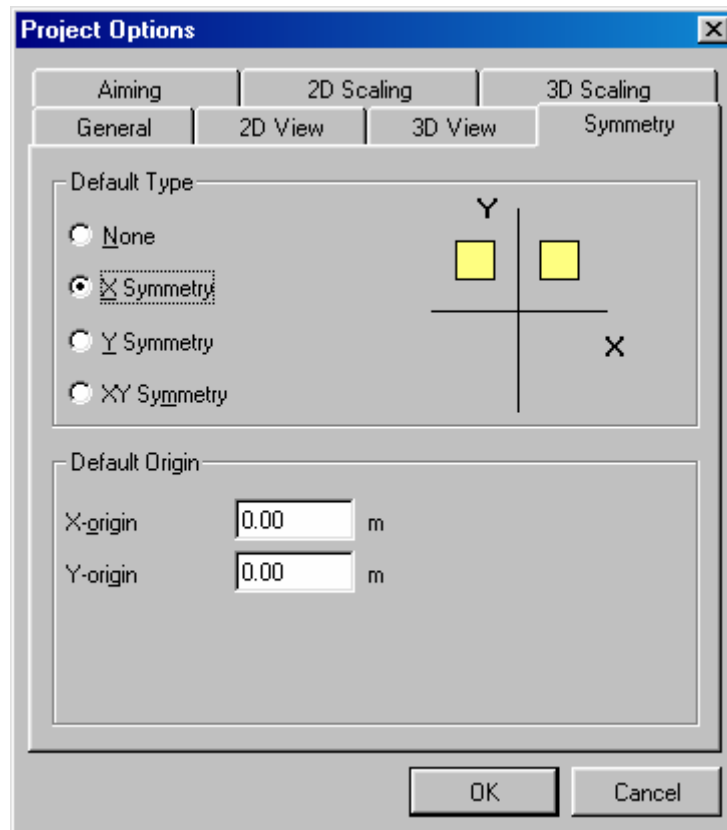 Project Options
Aiming 2D Scaling 3D Scaling
General 2D View 3D View Symmetry
Default Type
None
X Symmetry
Y Symmetry
XY Symmetry
Y
X
Default Origin
X-origin 0.00 m
Y-origin 0.00 m
OK Cancel